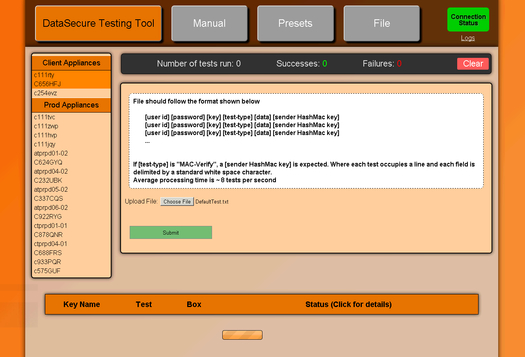 DataSecure Testing Tool
Manual
Presets
File
Connection
Status
Logs
Client Appliances
c111rdy
C656HFJ
c254evz
Prod Appliances
c111tvc
c111zwp
c111hvp
c111jqy
atprpd01-02
C624GYQ
atprpd04-02
C232UBK
atprpd05-02
C337CQS
atprpd06-02
C922RYG
ctprpd01-01
C878QNR
ctprpd04-01
C688FRS
c933PQR
c575GUF
Number of tests run: 0 Successes: 0 Failures: 0 Clear
File should follow the format shown below
[user id] [password] [key] [test-type] [data] [sender HashMac key]
[user id] [password] [key] [test-type] [data] [sender HashMac key]
[user id] [password] [key] [test-type] [data] [sender HashMac key]
...
If [test-type] is "MAC-Verify", a [sender HashMac key] is expected. Where each test occupies a line and each field is
delimited by a standard white space character.
Average processing time is ~ 8 tests per second
Upload File: Choose File DefaultTest.txt
Submit
Key Name Test Box Status (Click for details)